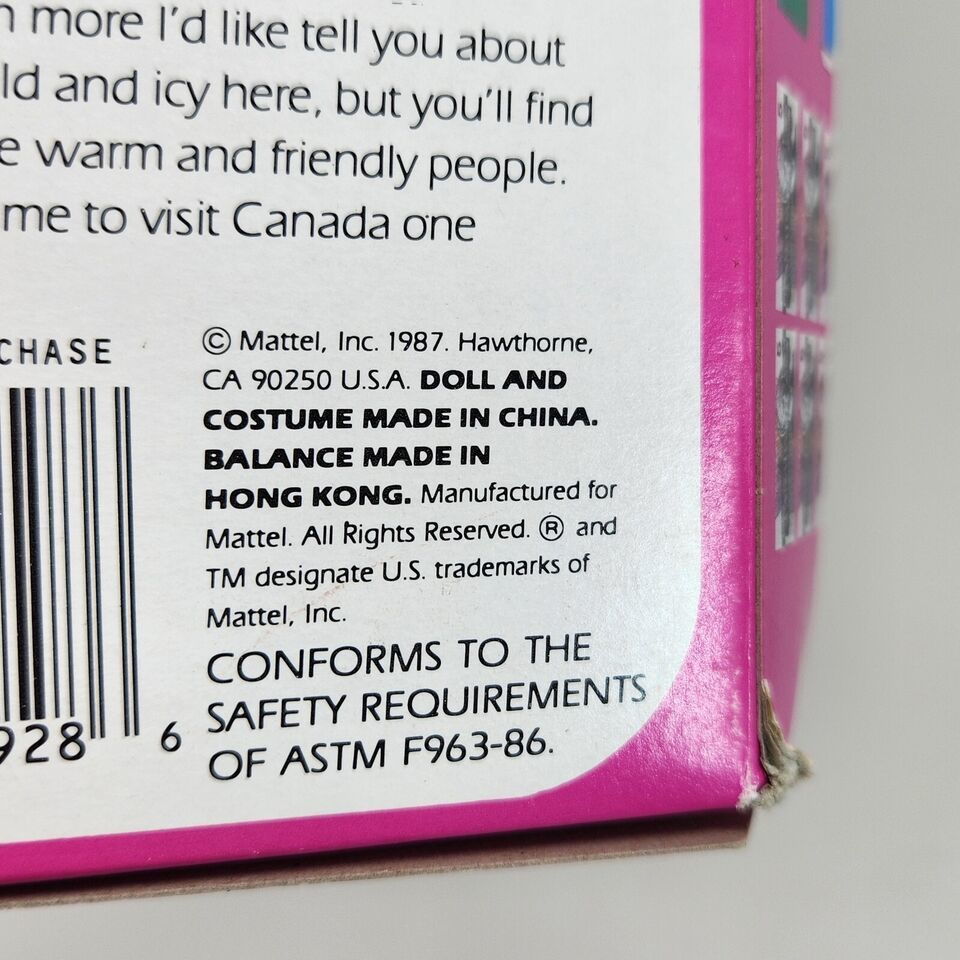 more I'd like tell you about
and icy here, but you'll find
warm and friendly people.
me to visit Canada one
CHASE
© Mattel, Inc. 1987. Hawthorne,
CA 90250 U.S.A. DOLL AND
COSTUME MADE IN CHINA.
BALANCE MADE IN
HONG KONG. Manufactured for
Mattel. All Rights Reserved. ® and
TM designate U.S. trademarks of
Mattel, Inc.
CONFORMS TO THE
SAFETY REQUIREMENTS
OF ASTM F963-86.
928 6